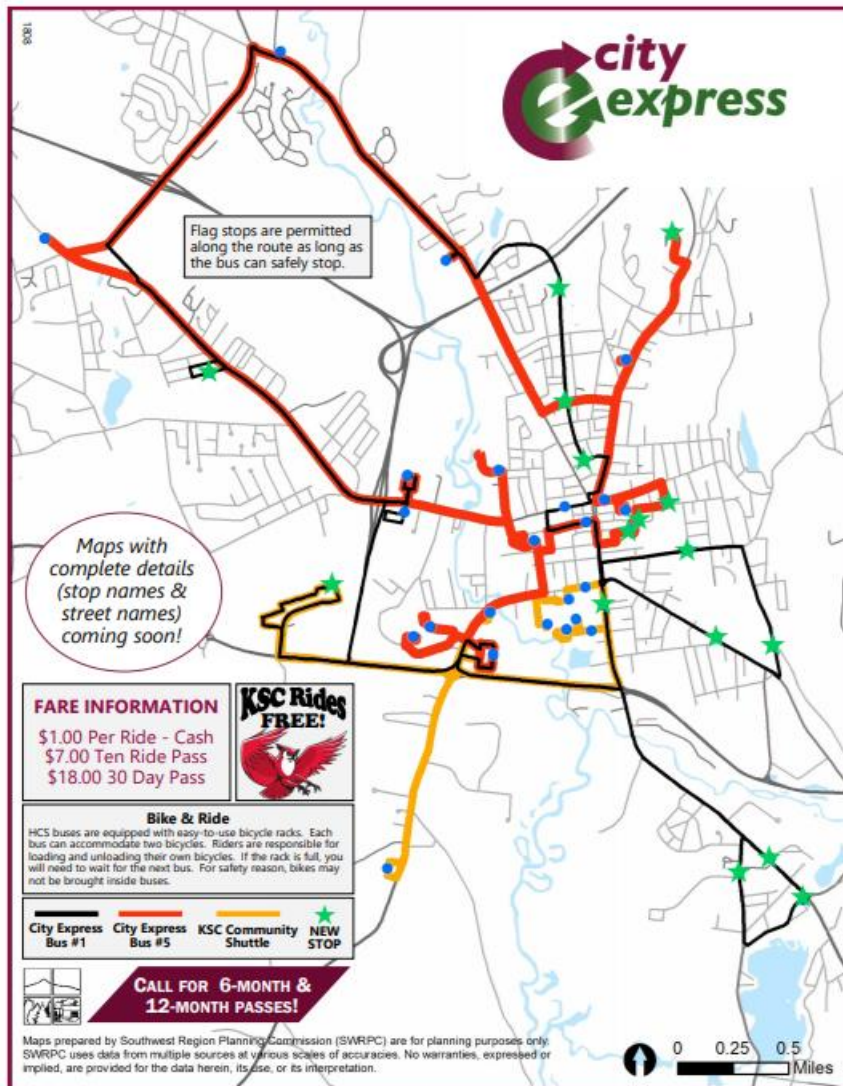 1808
city
express
Flag stops are permitted
along the route as long as
the bus can safely stop.
Maps with
complete details
(stop names &
street names)
coming soon!
FARE INFORMATION
$1.00 Per Ride - Cash
$7.00 Ten Ride Pass
$18.00 30 Day Pass
KSC Rides
FREE!
Bike & Ride
HCS buses are equipped with easy-to-use bicycle racks. Each
bus can accommodate two bicycles. Riders are responsible for
loading and unloading their own bicycles. If the rack is full, you
will need to wait for the next bus. For safety reason, bikes may
not be brought inside buses.
City Express
Bus #1
City Express
Bus #5
KSC Community
Shuttle
NEW
STOP
CALL FOR 6-MONTH &
12-MONTH PASSES!
Maps prepared by Southwest Region Planning Commission (SWRPC) are for planning purposes only.
SWRPC uses data from multiple sources at various scales of accuracies. No warranties, expressed or
implied, are provided for the data herein, its use, or its interpretation.
0 0.25 0.5
Miles